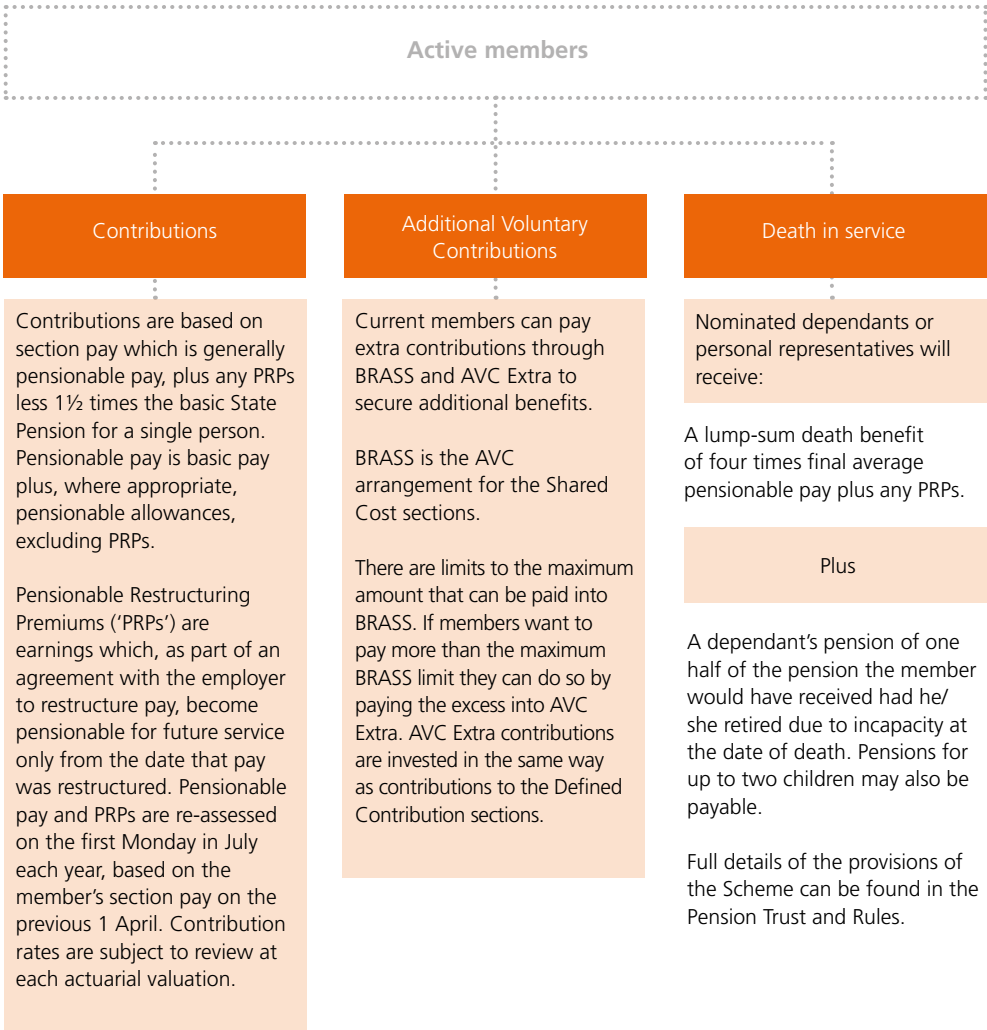 Active members
Contributions
Contributions are based on
section pay which is generally
pensionable pay, plus any PRPs
less 1½ times the basic State
Pension for a single person.
Pensionable pay is basic pay
plus, where appropriate,
pensionable allowances,
excluding PRPs.
Pensionable Restructuring
Premiums (‘PRPs’) are
earnings which, as part of an
agreement with the employer
to restructure pay, become
pensionable for future service
only from the date that pay
was restructured. Pensionable
pay and PRPs are re-assessed
on the first Monday in July
each year, based on the
member’s section pay on the
previous 1 April. Contribution
rates are subject to review at
each actuarial valuation.
Additional Voluntary
Contributions
Current members can pay
extra contributions through
BRASS and AVC Extra to
secure additional benefits.
BRASS is the AVC
arrangement for the Shared
Cost sections.
There are limits to the maximum
amount that can be paid into
BRASS. If members want to
pay more than the maximum
BRASS limit they can do so by
paying the excess into AVC
Extra. AVC Extra contributions
are invested in the same way
as contributions to the Defined
Contribution sections.
Death in service
Nominated dependants or
personal representatives will
receive:
A lump-sum death benefit
of four times final average
pensionable pay plus any PRPs.
Plus
A dependant’s pension of one
half of the pension the member
would have received had he/
she retired due to incapacity at
the date of death. Pensions for
up to two children may also be
payable.
Full details of the provisions of
the Scheme can be found in the
Pension Trust and Rules.